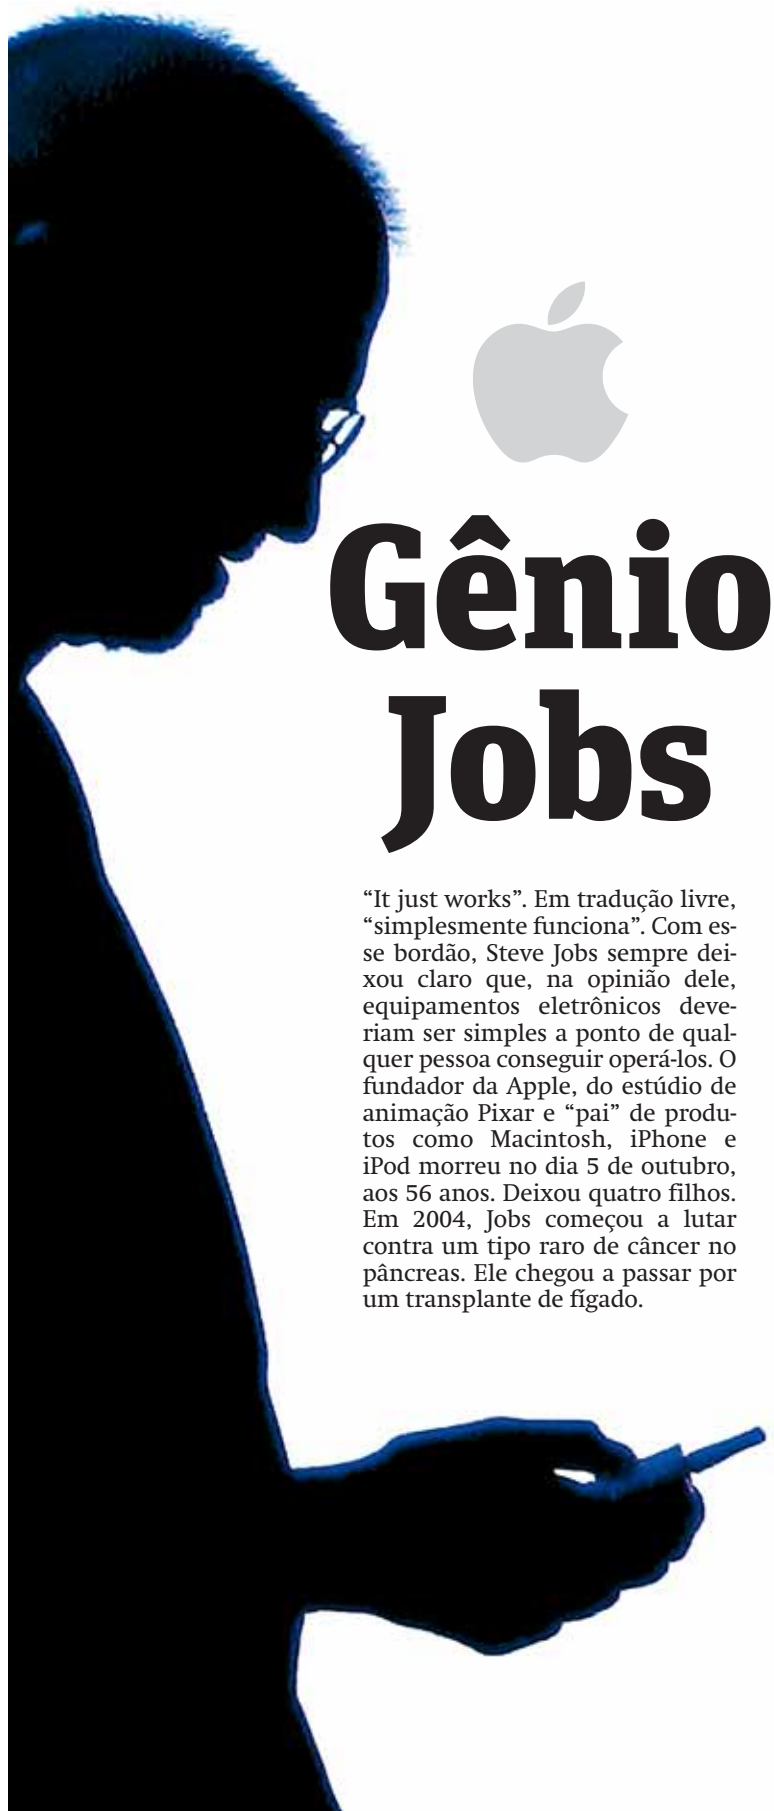 Gênio
Jobs
“It just works”. Em tradução livre,
“simplesmente funciona”. Com es-
se bordão, Steve Jobs sempre dei-
xou claro que, na opinião dele,
equipamentos eletrônicos deve-
riam ser simples a ponto de qual-
quer pessoa conseguir operá-los. O
fundador da Apple, do estúdio de
animação Pixar e “pai” de produ-
tos como Macintosh, iPhone e
iPod morreu no dia 5 de outubro,
aos 56 anos. Deixou quatro filhos.
Em 2004, Jobs começou a lutar
contra um tipo raro de câncer no
pâncreas. Ele chegou a passar por
um transplante de fígado.